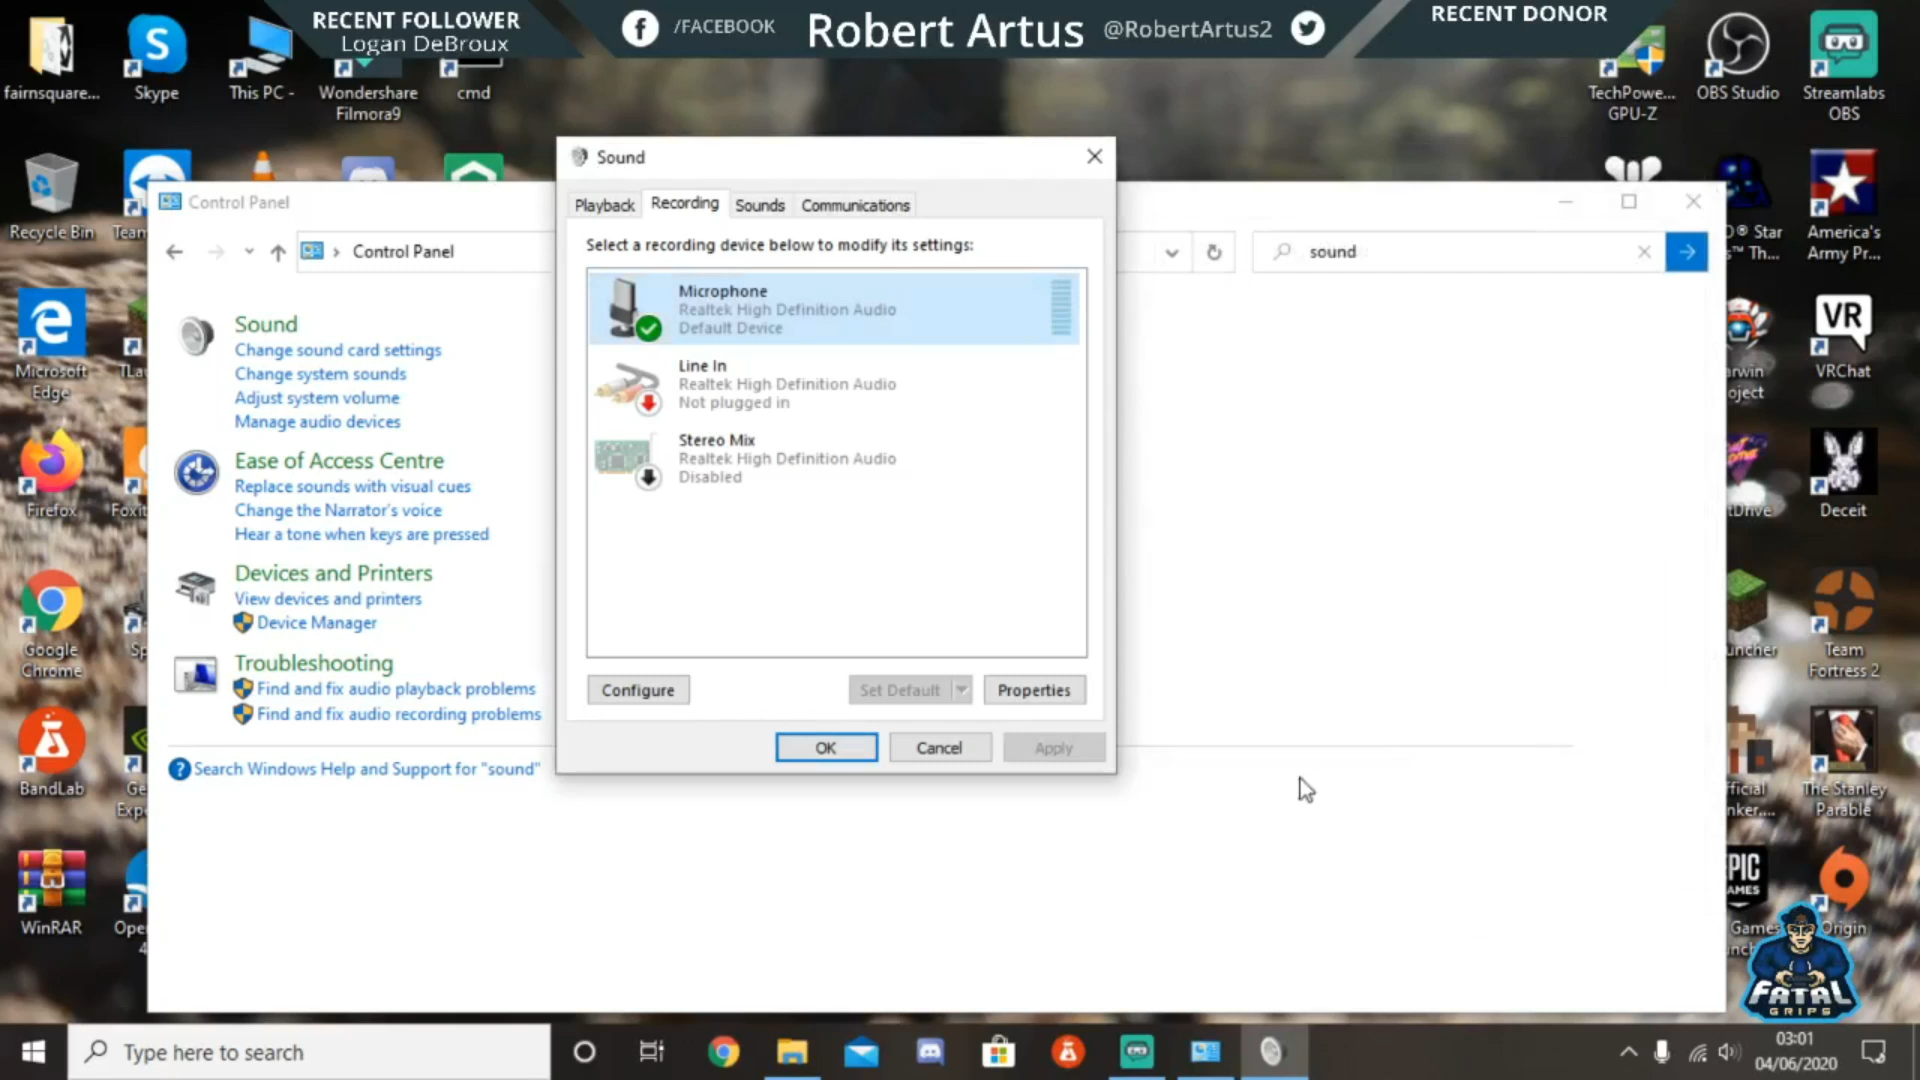 RECENT FOLLOWER
Logan DeBroux
/FACEBOOK
Robert Artus
@RobertArtus2
RECENT DONOR
fairnsquare...
Skype
This PC -
Wondershare
Filmora9
cmd
TechPowe...
GPU-Z
OBS Studio
Streamlabs
OBS
Recycle Bin
Team
America's
Army Pr...
Microsoft
Edge
VR
VRChat
Firefox
Foxit
Deceit
Google
Chrome
Team
Fortress 2
BandLab
The Stanley
Parable
WinRAR
EPIC
GAMES
Games
Origin
FATAL
GRIPS
Control Panel
Control Panel
sound
Sound
Change sound card settings
Change system sounds
Adjust system volume
Manage audio devices
Ease of Access Centre
Replace sounds with visual cues
Change the Narrator's voice
Hear a tone when keys are pressed
Devices and Printers
View devices and printers
Device Manager
Troubleshooting
Find and fix audio playback problems
Find and fix audio recording problems
Search Windows Help and Support for "sound"
Sound
Playback
Recording
Sounds
Communications
Select a recording device below to modify its settings:
Microphone
Realtek High Definition Audio
Default Device
Line In
Realtek High Definition Audio
Not plugged in
Stereo Mix
Realtek High Definition Audio
Disabled
Configure
Set Default
Properties
OK
Cancel
Apply
Type here to search
03:01
04/06/2020